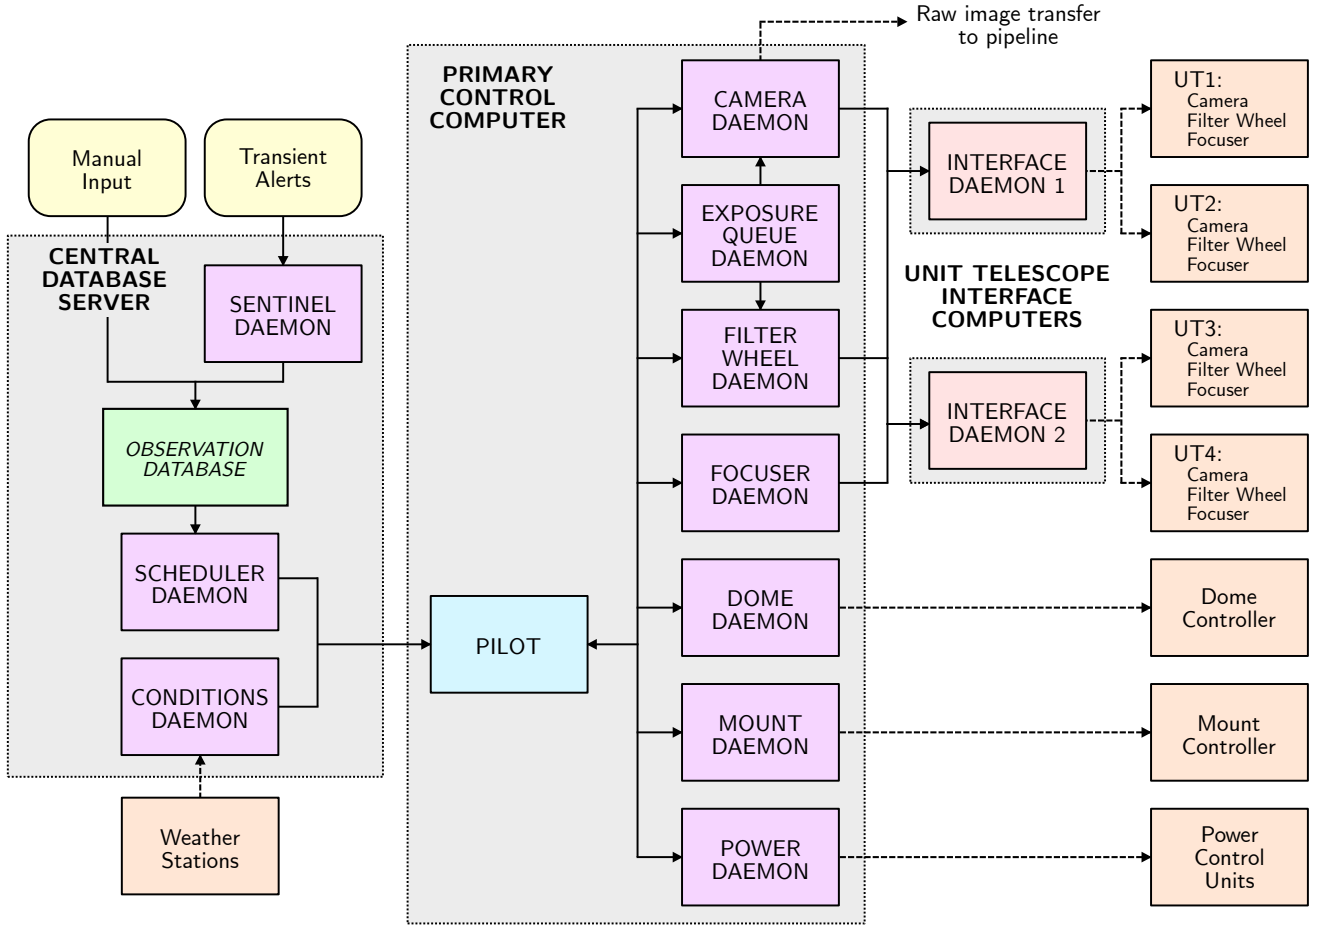 Raw image transfer
to pipeline
PRIMARY
CONTROL
COMPUTER
CAMERA
DAEMON
UT1:
Camera
Filter Wheel
Focuser
Manual
Input
Transient
Alerts
INTERFACE
DAEMON 1
EXPOSURE
QUEUE
DAEMON
UT2:
Camera
Filter Wheel
Focuser
CENTRAL
DATABASE
SERVER
SENTINEL
DAEMON
UNIT TELESCOPE
INTERFACE
COMPUTERS
FILTER
WHEEL
DAEMON
UT3:
Camera
Filter Wheel
Focuser
OBSERVATION
DATABASE
INTERFACE
DAEMON 2
FOCUSER
DAEMON
UT4:
Camera
Filter Wheel
Focuser
SCHEDULER
DAEMON
DOME
DAEMON
Dome
Controller
PILOT
CONDITIONS
DAEMON
MOUNT
DAEMON
Mount
Controller
Weather
Stations
POWER
DAEMON
Power
Control
Units